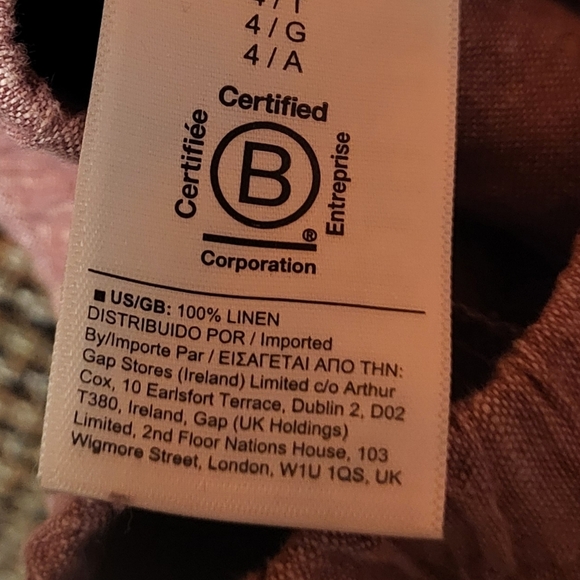 4/T
4/G
4/A
Certified
Certifiée
B
Entreprise
®
Corporation
■ US/GB: 100% LINEN
DISTRIBUIDO POR / Imported
By/Importe Par / ΕΙΣΑΓΕΤΑΙ ΑΠΟ ΤΗΝ:
Gap Stores (Ireland) Limited c/o Arthur
Cox, 10 Earlsfort Terrace, Dublin 2, D02
T380, Ireland, Gap (UK Holdings)
Limited, 2nd Floor Nations House, 103
Wigmore Street, London, W1U 1QS, UK